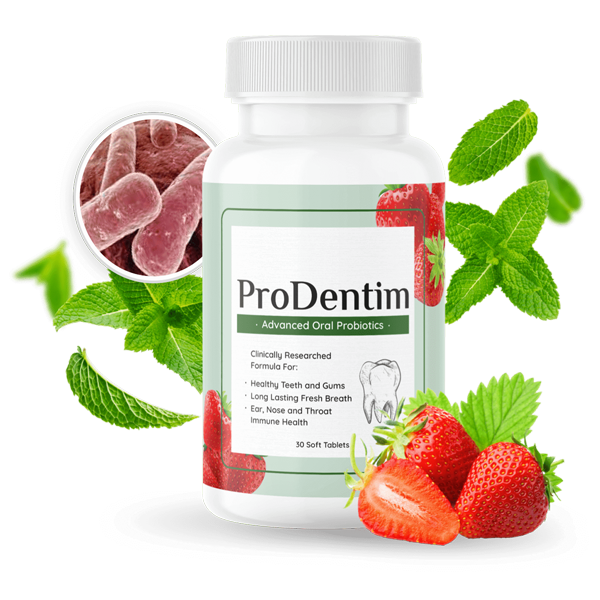 ProDentim
· Advanced Oral Probiotics ·
Clinically Researched
Formula For:
· Healthy Teeth and Gums
· Long Lasting Fresh Breath
· Ear, Nose and Throat
Immune Health
30 Soft Tablets